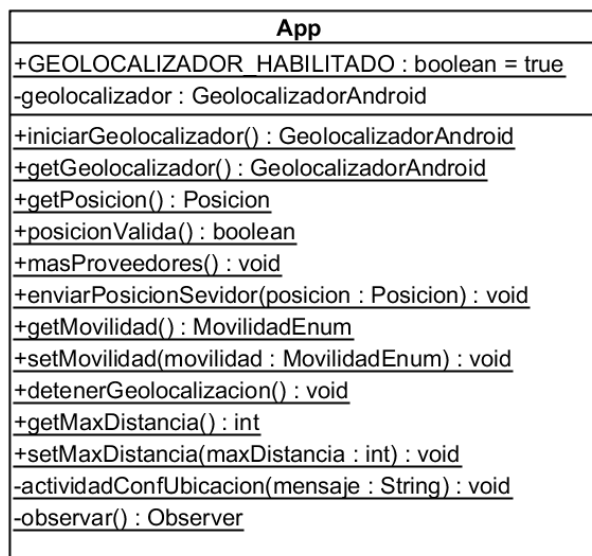 App
+GEOLOCALIZADOR_HABILITADO : boolean = true
-geolocalizador : GeolocalizadorAndroid
+iniciarGeolocalizador() : GeolocalizadorAndroid
+getGeolocalizador() : GeolocalizadorAndroid
+getPosicion() : Posicion
+posicionValida() : boolean
+masProveedores() : void
+enviarPosicionSevidor(posicion : Posicion) : void
+getMovilidad() : MovilidadEnum
+setMovilidad(movilidad : MovilidadEnum) : void
+detenerGeolocalizacion() : void
+getMaxDistancia() : int
+setMaxDistancia(maxDistancia : int) : void
-actividadConfUbicacion(mensaje : String) : void
-observar() : Observer